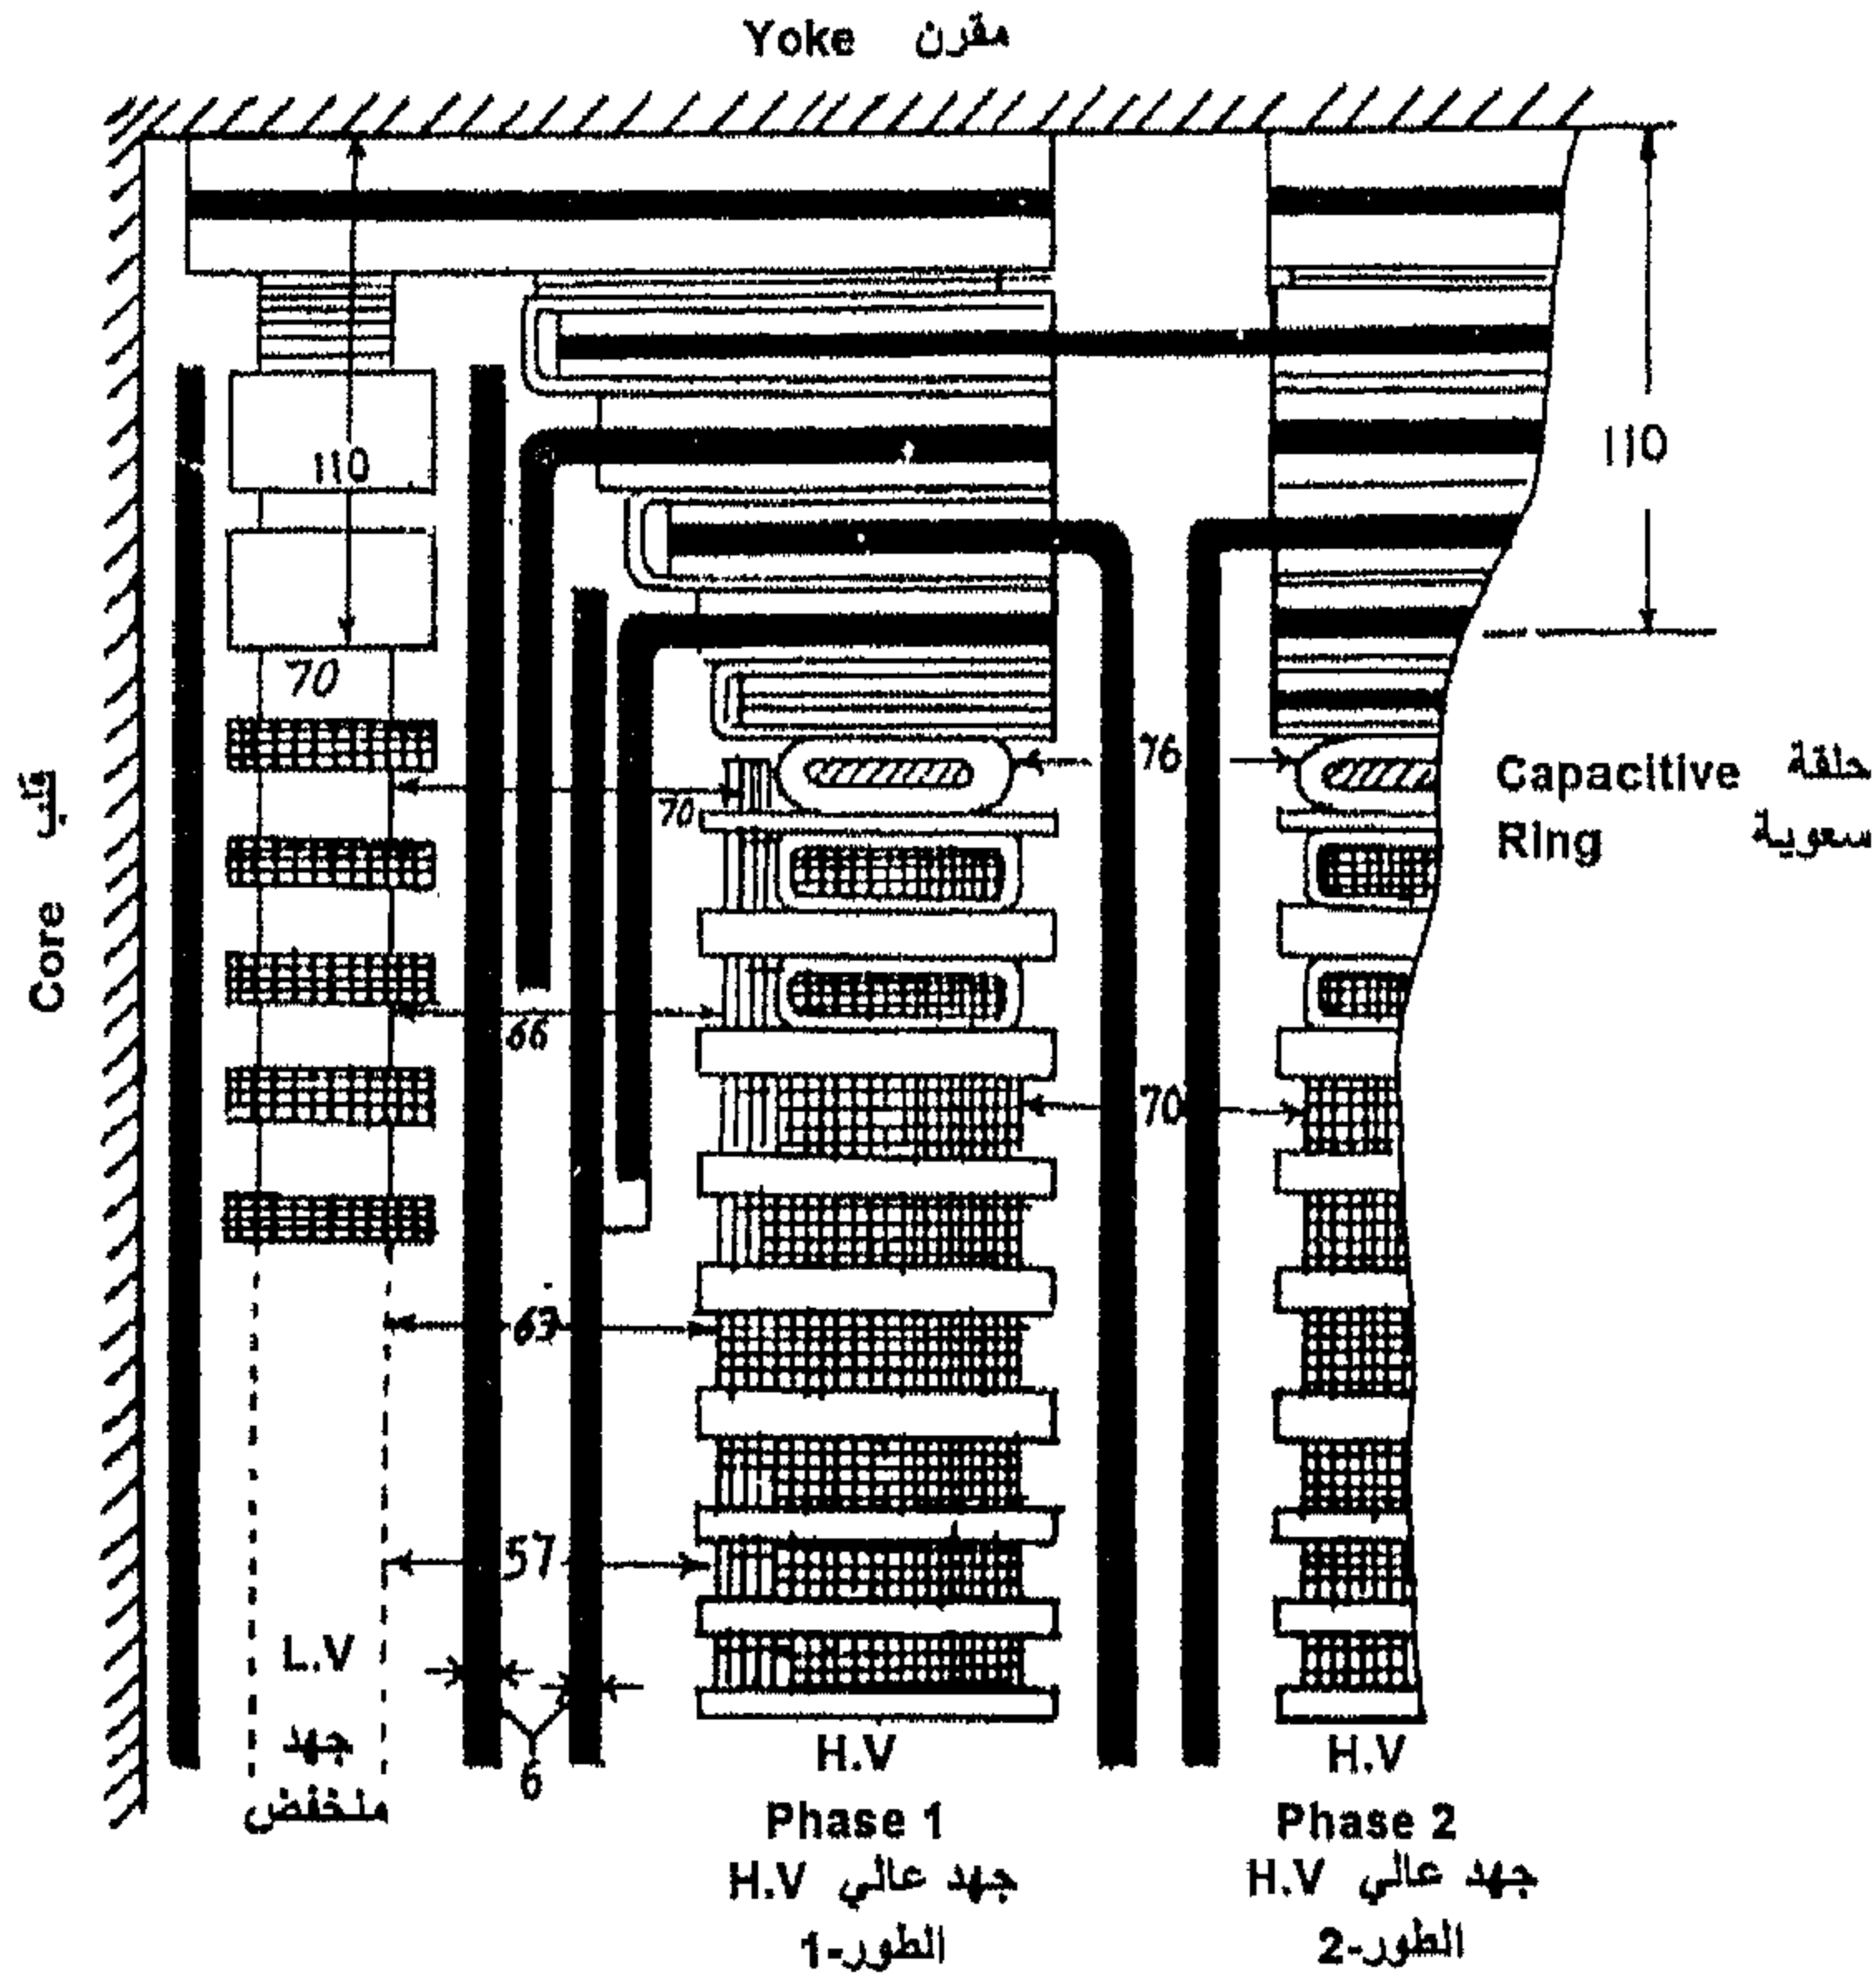 Yoke مقرن
110
110
70
76
Capacitive حلقة
Ring سعوية
70
Core قلب
66
70
63
57
L.V
جهد
منخفض
6
H.V
Phase 1
H.V جهد عالي
الطور-1
H.V
Phase 2
H.V جهد عالي
الطور-2